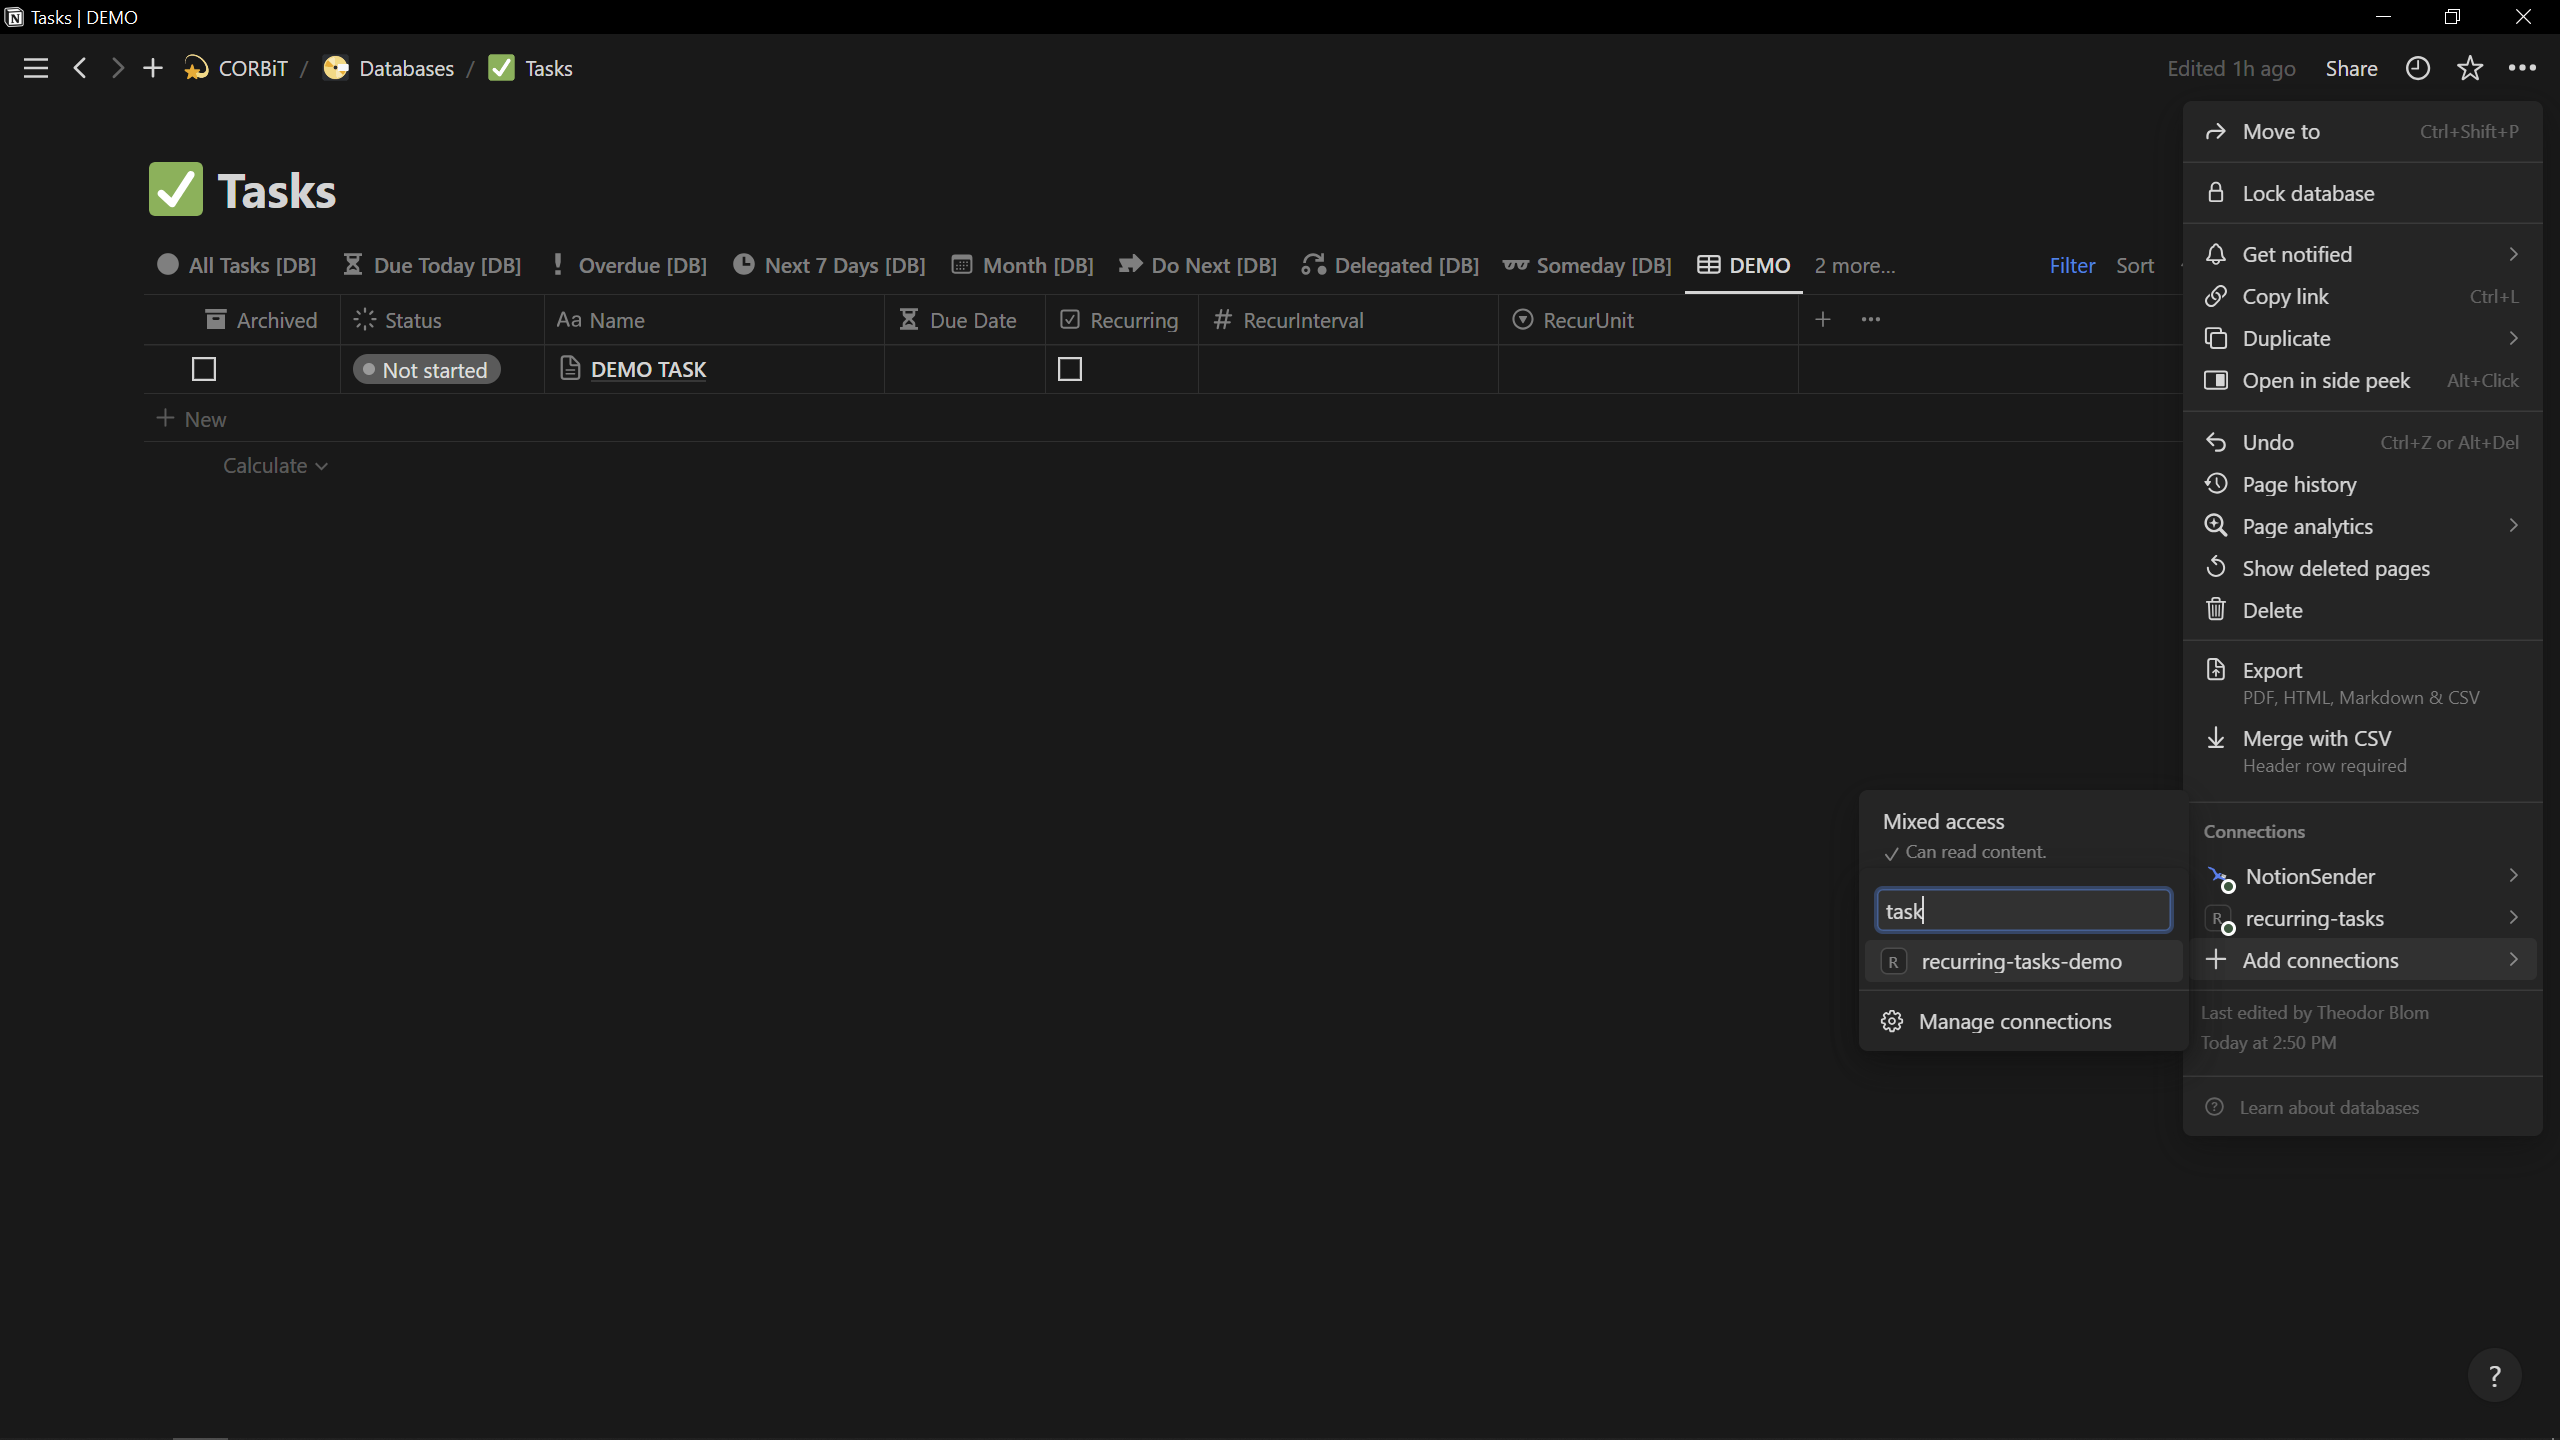 Tasks | DEMO
CORBiT / Databases / Tasks
Edited 1h ago Share
Tasks
All Tasks [DB] Due Today [DB] Overdue [DB] Next 7 Days [DB] Month [DB] Do Next [DB] Delegated [DB] Someday [DB] DEMO 2 more... Filter Sort
Archived Status Aa Name Due Date Recurring # RecurInterval RecurUnit
Not started DEMO TASK
New
Calculate
Move to Ctrl+Shift+P
Lock database
Get notified
Copy link Ctrl+L
Duplicate
Open in side peek Alt+Click
Undo Ctrl+Z or Alt+Del
Page history
Page analytics
Show deleted pages
Delete
Export
PDF, HTML, Markdown & CSV
Merge with CSV
Header row required
Connections
NotionSender
R recurring-tasks
Add connections
Last edited by Theodor Blom
Today at 2:50 PM
Learn about databases
Mixed access
Can read content.
task
R recurring-tasks-demo
Manage connections
?